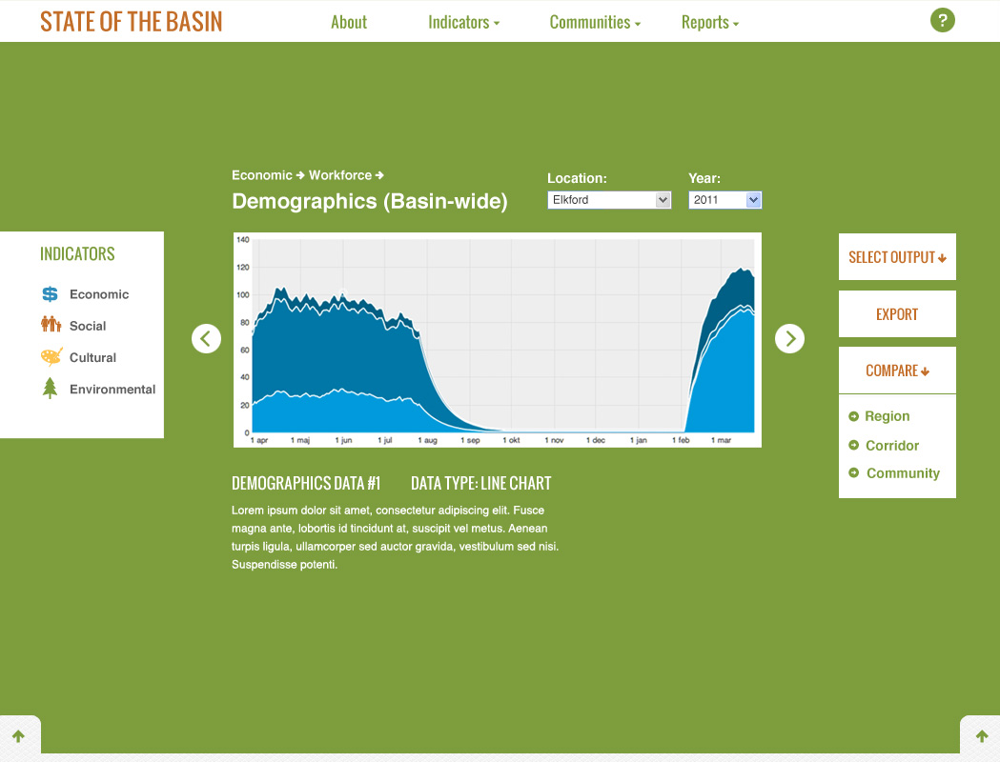 STATE OF THE BASIN
About
Indicators
Communities
Reports
?
Economic Workforce
Demographics (Basin-wide)
Location:
Elkford
Year:
2011
INDICATORS
Economic
Social
Cultural
Environmental
140
120
100
80
60
40
20
0
1 apr 1 maj 1 jun 1 jul 1 aug 1 sep 1 okt 1 nov 1 dec 1 jan 1 feb 1 mar
SELECT OUTPUT
EXPORT
COMPARE
Region
Corridor
Community
DEMOGRAPHICS DATA #1
DATA TYPE: LINE CHART
Lorem ipsum dolor sit amet, consectetur adipiscing elit. Fusce
magna ante, lobortis id tincidunt at, suscipit vel metus. Aenean
turpis ligula, ullamcorper sed auctor gravida, vestibulum sed nisi.
Suspendisse potenti.